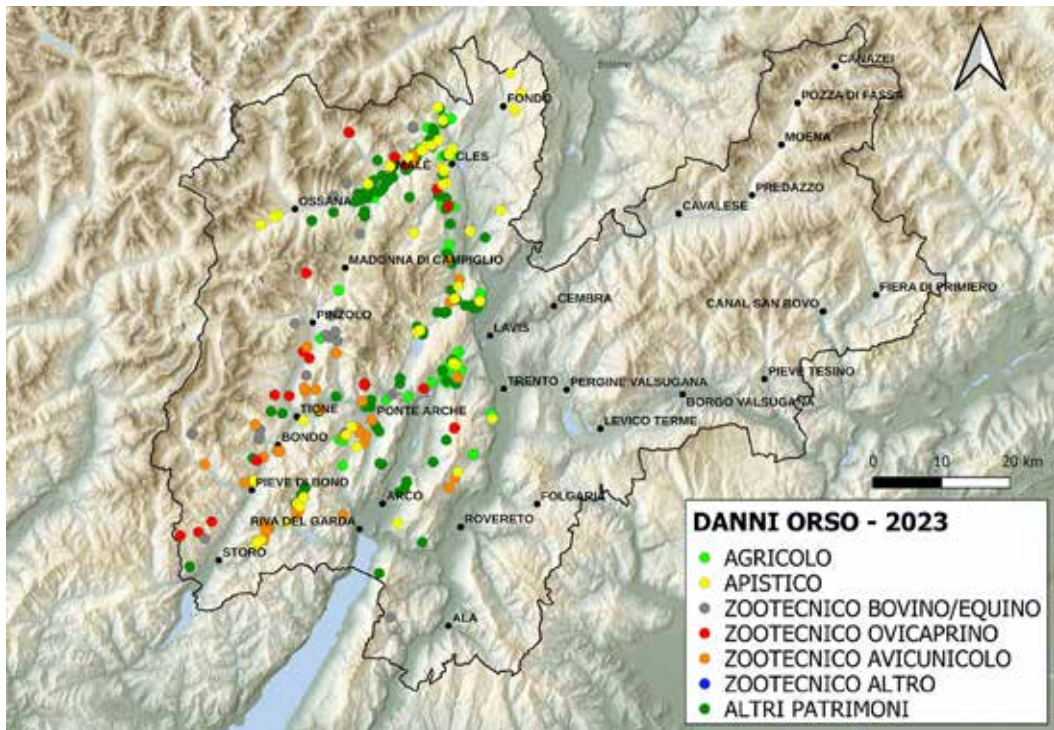 CANAZEI
POZZA DI FASSA
FONDO
MOENA
CLES
MALÈ
PREDAZZO
OSSANA
CAVALESE
MADONNA DI CAMPIGLIO
FIERA DI PRIMIERO
CEMBRA
CANAL SAN BOVO
PINZOLO
LAVIS
PIEVE TESINO
TRENTO
PERGINE VALSUGANA
BORGO VALSUGANA
TIONE
PONTE ARCHE
LEVICO TERME
BONDO
0 10 20 km
PIEVE DI BONO
ARCO
FOLGARIA
RIVA DEL GARDA
ROVERETO
STORO
ALA
DANNI ORSO - 2023
AGRICOLO
APISTICO
ZOOTECNICO BOVINO/EQUINO
ZOOTECNICO OVICAPRINO
ZOOTECNICO AVICUNICOLO
ZOOTECNICO ALTRO
ALTRI PATRIMONI